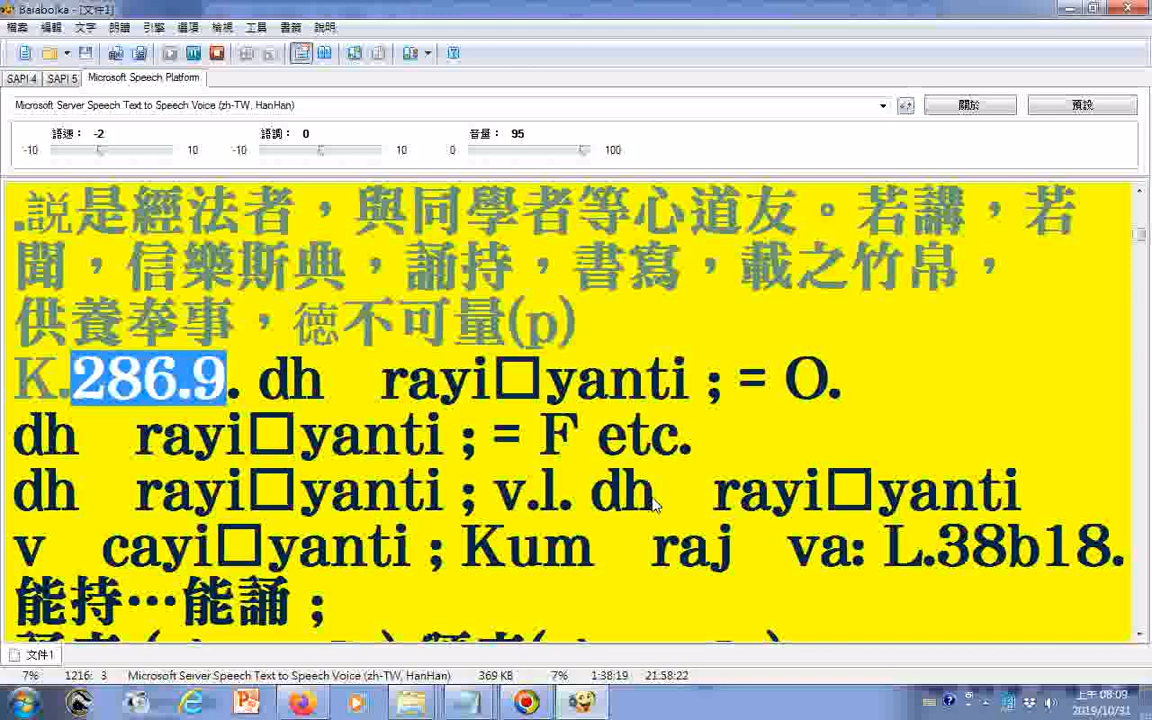 Balabolka - [文件1]
檔案 編輯 文字 朗讀 引擎 選項 檢視 工具 書籤 說明
SAPI 4 SAPI 5 Microsoft Speech Platform
Microsoft Server Speech Text to Speech Voice (zh-TW, HanHan) 關於 預設
語速： -2 語調： 0 音量： 95
-10 10 -10 10 0 100
.説是經法者，與同學者等心道友。若講，若
聞，信樂斯典，誦持，書寫，載之竹帛，
供養奉事，徳不可量(p)
K.286.9. dh rayi□yanti ; = O.
dh rayi□yanti ; = F etc.
dh rayi□yanti ; v.l. dh rayi□yanti
v cayi□yanti ; Kum raj va: L.38b18.
能持…能誦；
文件1
7% 1216: 3 Microsoft Server Speech Text to Speech Voice (zh-TW, HanHan) 369 KB 7% 1:38:19 21:58:22
上午 08:09
2019/10/31